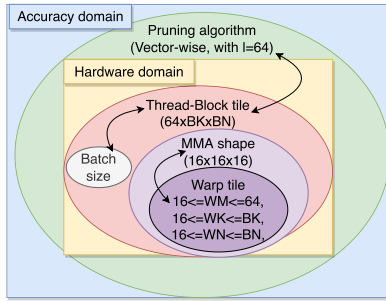 Accuracy domain
Pruning algorithm
(Vector-wise, with l=64)
Hardware domain
Thread-Block tile
(64xBKxBN)
MMA shape
(16x16x16)
Batch
size
Warp tile
16<=WM<=64,
16<=WK<=BK,
16<=WN<=BN,